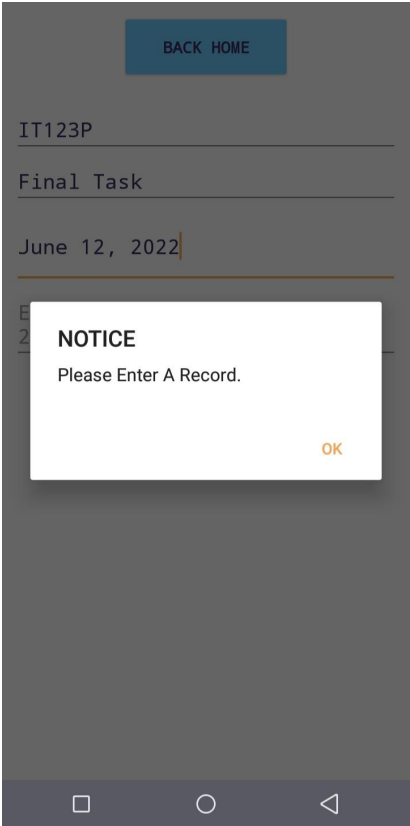 BACK HOME
IT123P
Final Task
June 12, 2022
NOTICE
Please Enter A Record.
OK